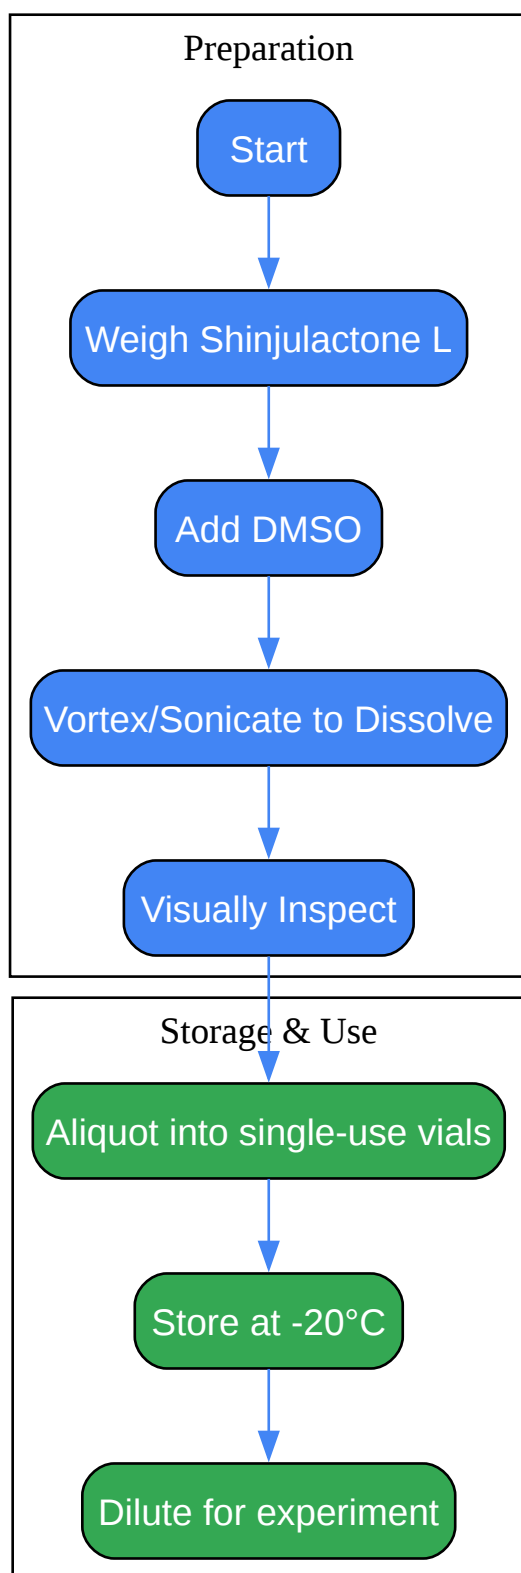 Preparation
Start
Weigh Shinjulactone L
Add DMSO
Vortex/Sonicate to Dissolve
Visually Inspect
Storage & Use
Aliquot into single-use vials
Store at -20°C
Dilute for experiment